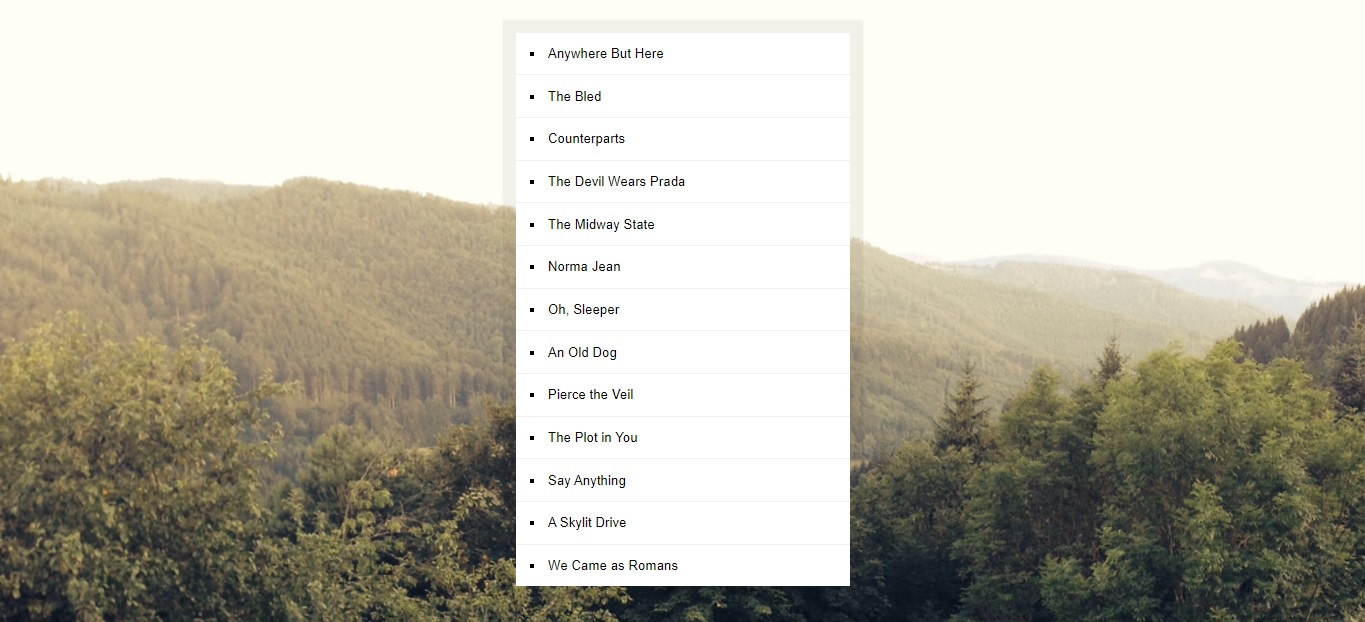 Anywhere But Here
The Bled
Counterparts
The Devil Wears Prada
The Midway State
Norma Jean
Oh, Sleeper
An Old Dog
Pierce the Veil
The Plot in You
Say Anything
A Skylit Drive
We Came as Romans